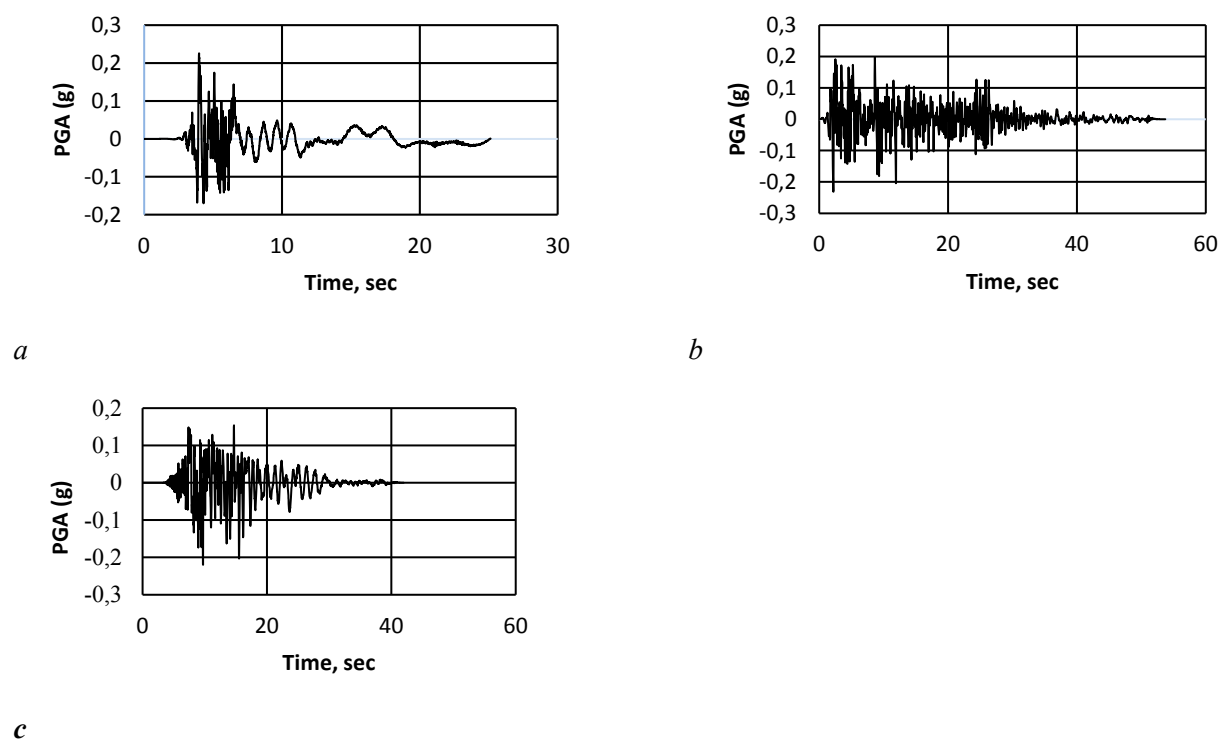 0,3
0,2
0,1
0
-0,1
-0,2
PGA (g)
0 10 20 30
Time, sec
a
0,3
0,2
0,1
0
-0,1
-0,2
-0,3
PGA (g)
0 20 40 60
Time, sec
b
0,2
0,1
0
-0,1
-0,2
-0,3
PGA (g)
0 20 40 60
Time, sec
c